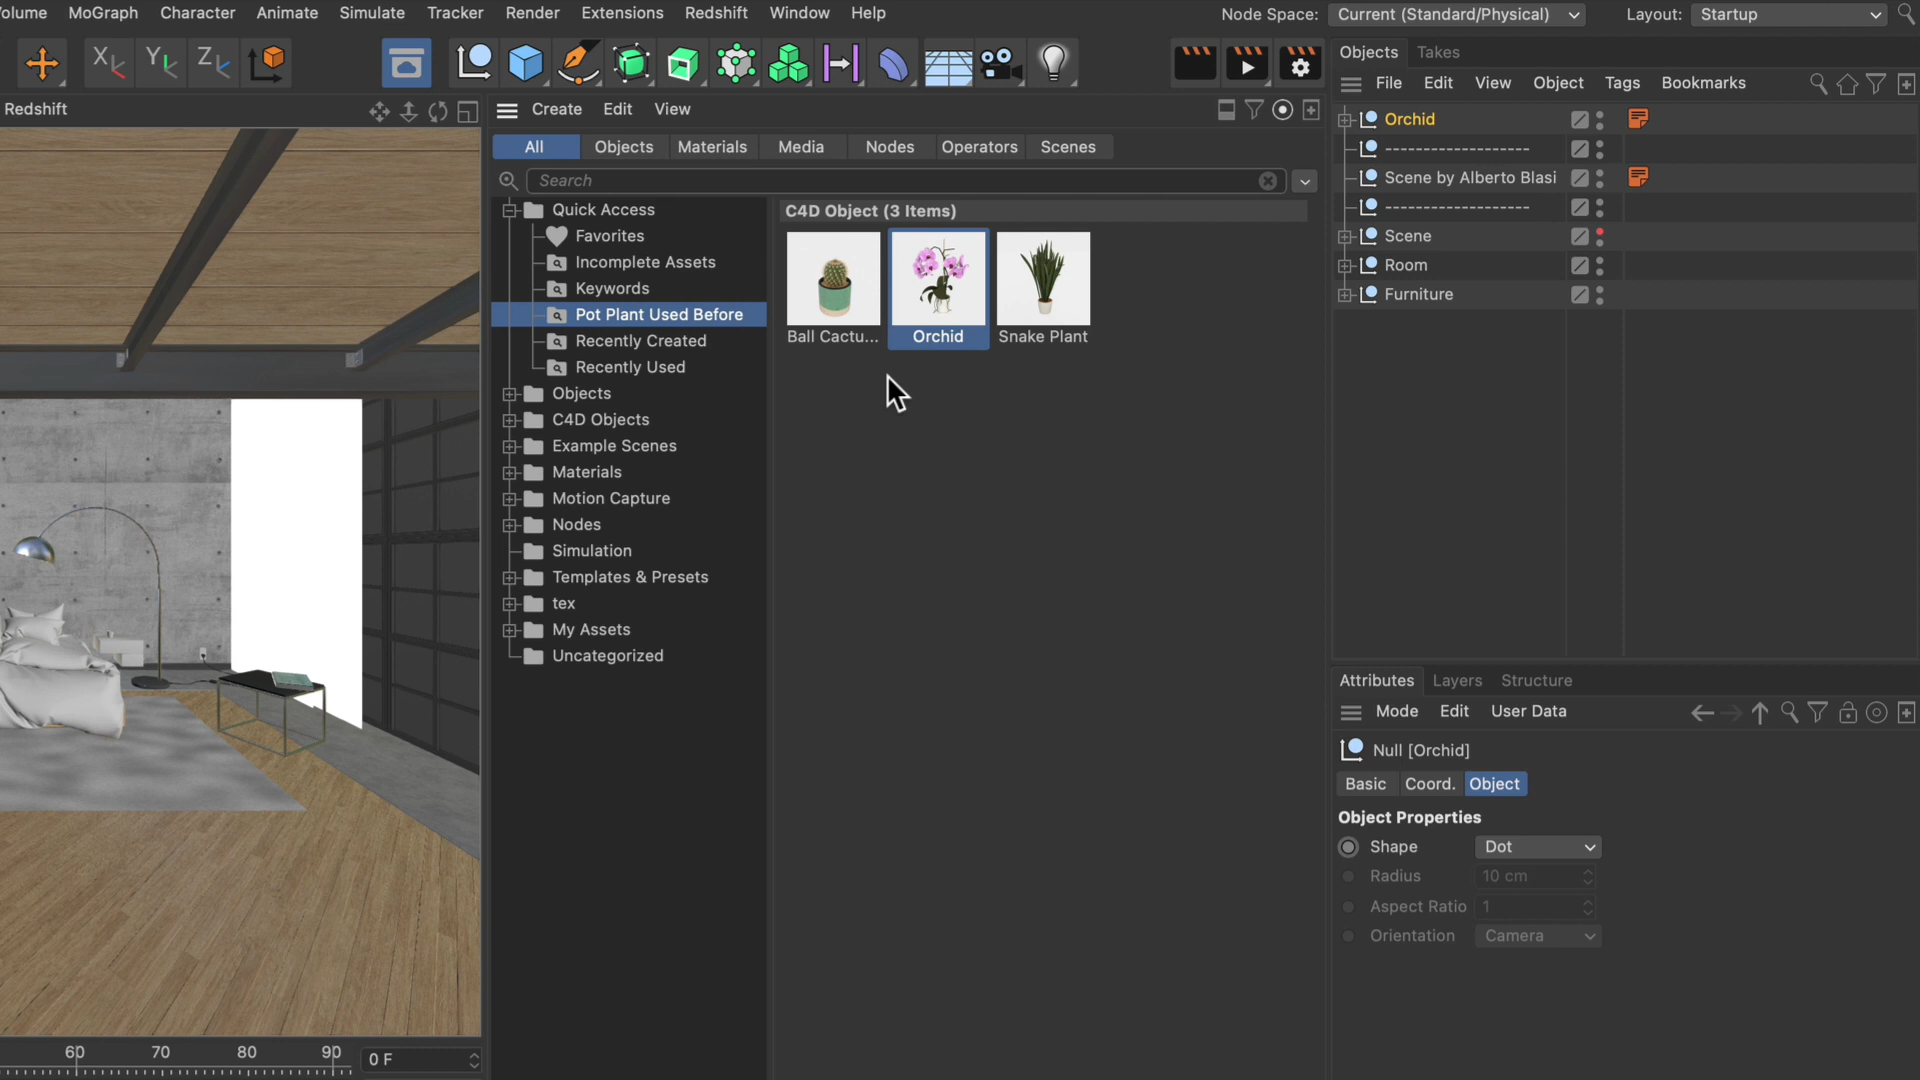 olume MoGraph Character Animate Simulate Tracker Render Extensions Redshift Window Help Node Space: Current (Standard/Physical) Layout: Startup
X Y Z
Objects Takes
File Edit View Object Tags Bookmarks
Redshift
Create Edit View
All Objects Materials Media Nodes Operators Scenes
Search
Quick Access
Favorites
Incomplete Assets
Keywords
Pot Plant Used Before
Recently Created
Recently Used
Objects
C4D Objects
Example Scenes
Materials
Motion Capture
Nodes
Simulation
Templates & Presets
tex
My Assets
Uncategorized
C4D Object (3 Items)
Ball Cactu... Orchid Snake Plant
Orchid
-------------------
Scene by Alberto Blasi
-------------------
Scene
Room
Furniture
Attributes Layers Structure
Mode Edit User Data
Null [Orchid]
Basic Coord. Object
Object Properties
Shape Dot
Radius 10 cm
Aspect Ratio 1
Orientation Camera
60 70 80 90 0 F